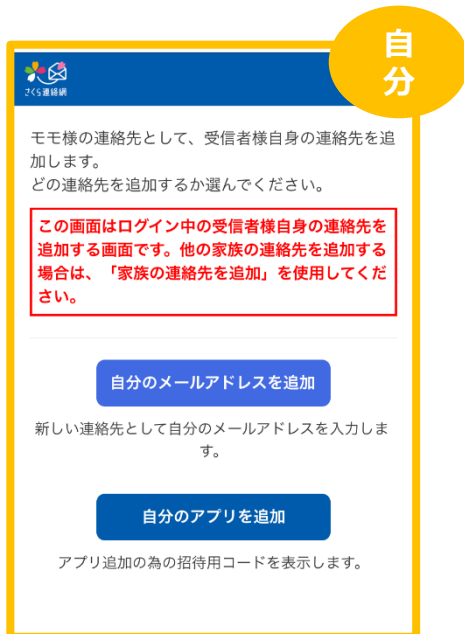 自
分
さくら連絡網
モモ様の連絡先として、受信者様自身の連絡先を追
加します。
どの連絡先を追加するか選んでください。
この画面はログイン中の受信者様自身の連絡先を
追加する画面です。他の家族の連絡先を追加する
場合は、「家族の連絡先を追加」を使用してくだ
さい。
自分のメールアドレスを追加
新しい連絡先として自分のメールアドレスを入力しま
す。
自分のアプリを追加
アプリ追加の為の招待用コードを表示します。